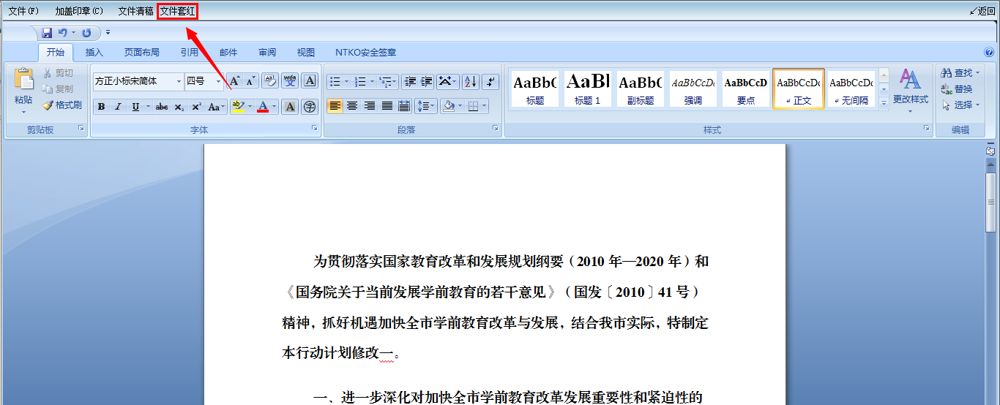 文件(F) 加盖印章(C) 文件清稿 文件套红 返回
开始 插入 页面布局 引用 邮件 审阅 视图 NTKO安全签章
粘贴
剪切
复制
格式刷
剪贴板
方正小标宋简体 四号
B I U abc x₂ x² Aa
字体
段落
AaBbC AaBl AaBbC AaBbCcD AaBbCcD AaBbCcDc AaBbCcDc
标题 标题 1 副标题 强调 要点 正文 无间隔
更改样式
样式
查找
替换
选择
编辑
为贯彻落实国家教育改革和发展规划纲要（2010 年—2020 年）和
《国务院关于当前发展学前教育的若干意见》（国发〔2010〕41 号）
精神，抓好机遇加快全市学前教育改革与发展，结合我市实际，特制定
本行动计划修改一。
一、进一步深化对加快全市学前教育改革发展重要性和紧迫性的